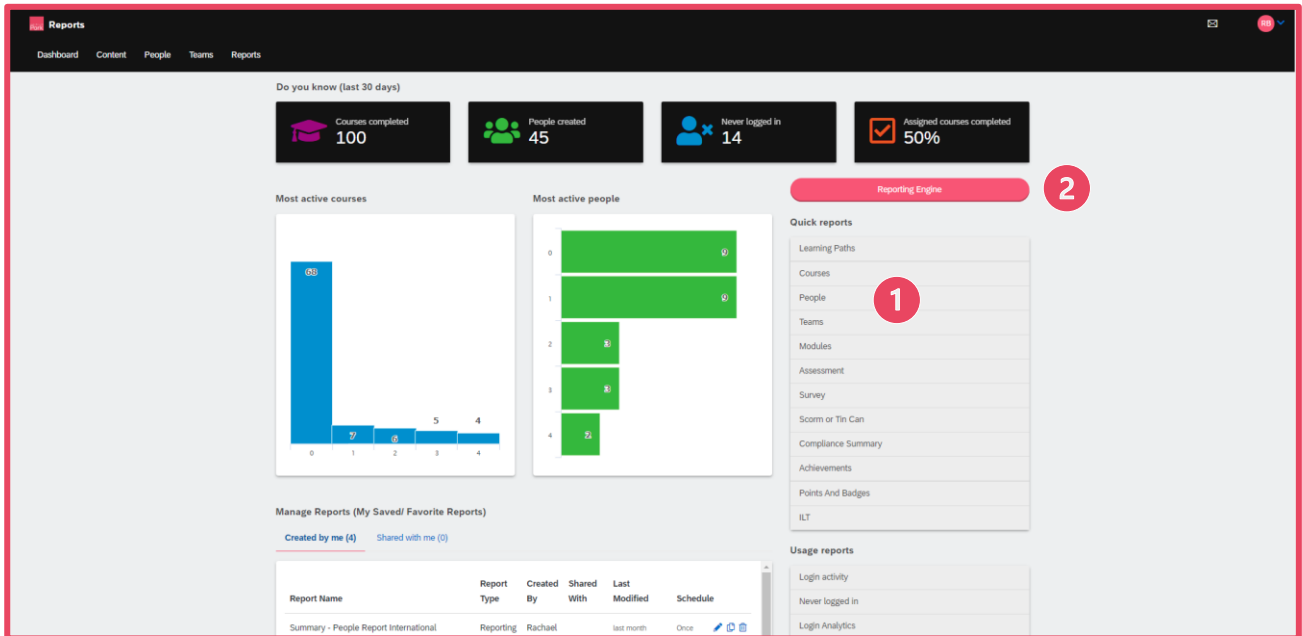 Reports
RB
Dashboard Content People Teams Reports
Do you know (last 30 days)
Courses completed
100
People created
45
Never logged in
14
Assigned courses completed
50%
Most active courses
68
7
6
5
4
0 1 2 3 4
Most active people
0 9
1 9
2 3
3 3
4 2
Reporting Engine
2
Quick reports
Learning Paths
Courses
People
1
Teams
Modules
Assessment
Survey
Scorm or Tin Can
Compliance Summary
Achievements
Points And Badges
ILT
Usage reports
Login activity
Never logged in
Login Analytics
Manage Reports (My Saved/ Favorite Reports)
Created by me (4) Shared with me (0)
Report Name Report Type Created By Shared With Last Modified Schedule
Summary - People Report International Reporting Rachael last month Once